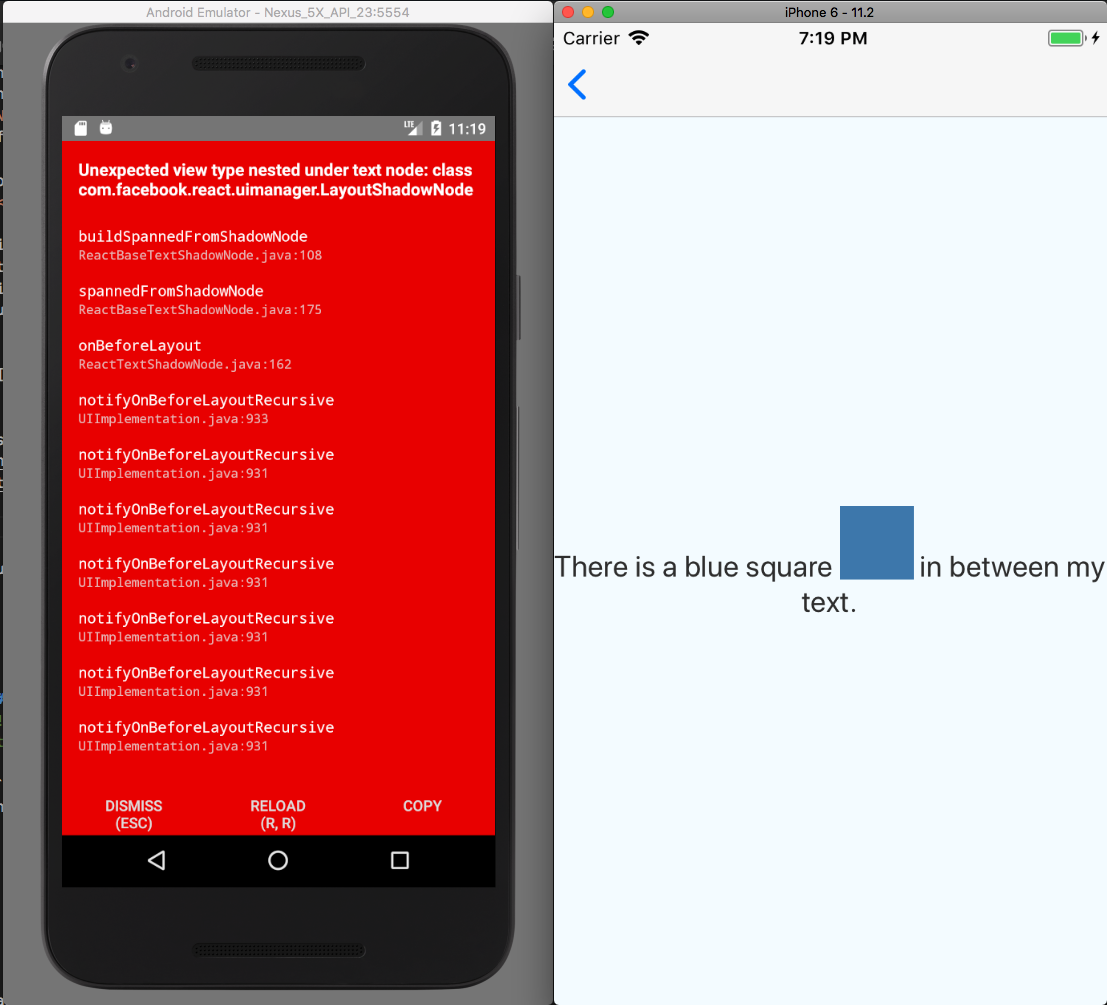 Android Emulator - Nexus_5X_API_23:5554
LTE 11:19
Unexpected view type nested under text node: class
com.facebook.react.uimanager.LayoutShadowNode
buildSpannedFromShadowNode
ReactBaseTextShadowNode.java:108
spannedFromShadowNode
ReactBaseTextShadowNode.java:175
onBeforeLayout
ReactTextShadowNode.java:162
notifyOnBeforeLayoutRecursive
UIImplementation.java:933
notifyOnBeforeLayoutRecursive
UIImplementation.java:931
notifyOnBeforeLayoutRecursive
UIImplementation.java:931
notifyOnBeforeLayoutRecursive
UIImplementation.java:931
notifyOnBeforeLayoutRecursive
UIImplementation.java:931
notifyOnBeforeLayoutRecursive
UIImplementation.java:931
notifyOnBeforeLayoutRecursive
UIImplementation.java:931
DISMISS
(ESC)
RELOAD
(R, R)
COPY
iPhone 6 - 11.2
Carrier 7:19 PM
There is a blue square in between my
text.